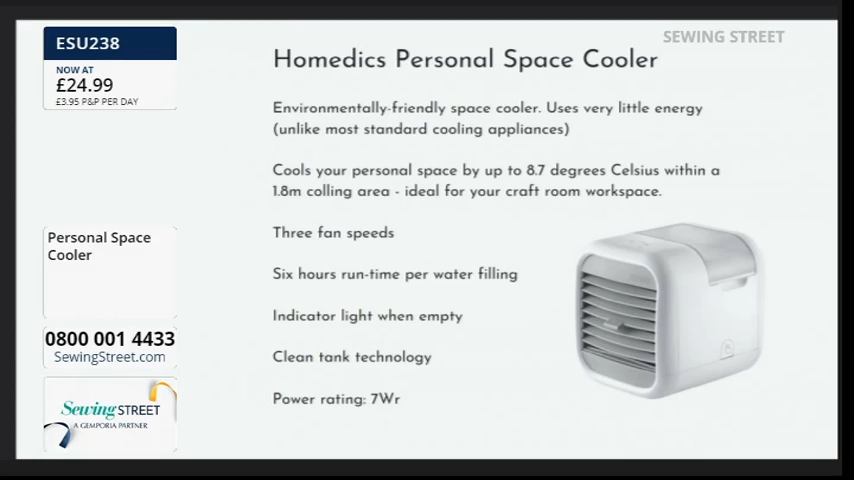 SEWING STREET
ESU238
NOW AT
£24.99
£3.95 P&P PER DAY
Homedics Personal Space Cooler
Environmentally-friendly space cooler. Uses very little energy
(unlike most standard cooling appliances)
Cools your personal space by up to 8.7 degrees Celsius within a
1.8m colling area - ideal for your craft room workspace.
Three fan speeds
Six hours run-time per water filling
Indicator light when empty
Clean tank technology
Power rating: 7Wr
Personal Space
Cooler
0800 001 4433
SewingStreet.com
Sewing STREET
A GEMPORIA PARTNER